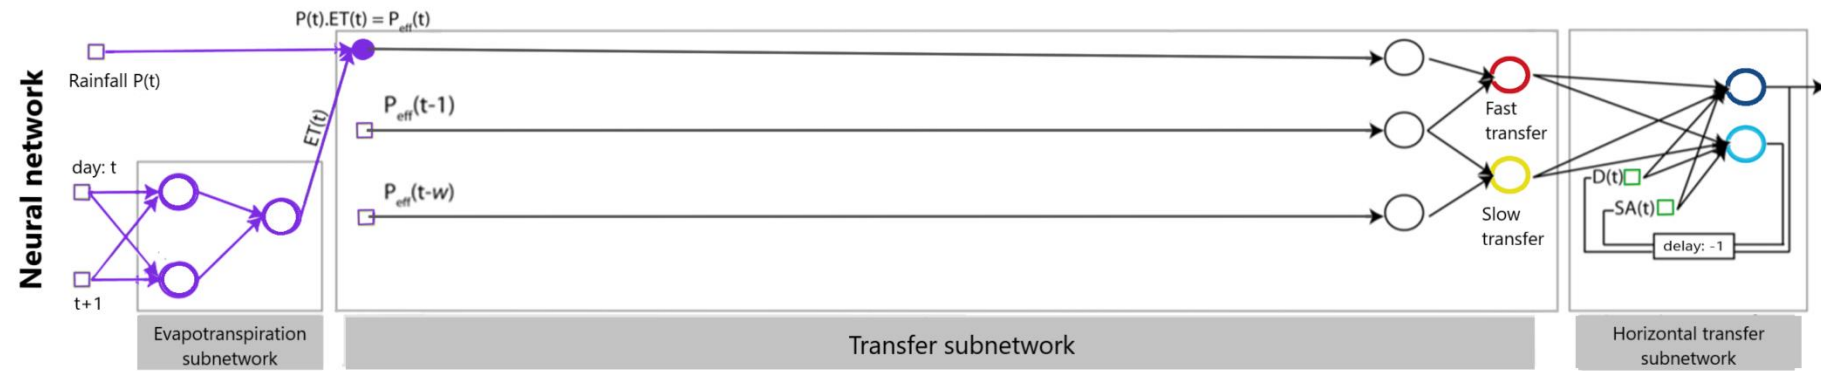 Neural network
P(t).ET(t) = Peff(t)
Rainfall P(t)
ET(t)
day: t
t+1
Peff(t-1)
Peff(t-w)
Fast
transfer
Slow
transfer
D(t)
SA(t)
delay: -1
Evapotranspiration
subnetwork
Transfer subnetwork
Horizontal transfer
subnetwork